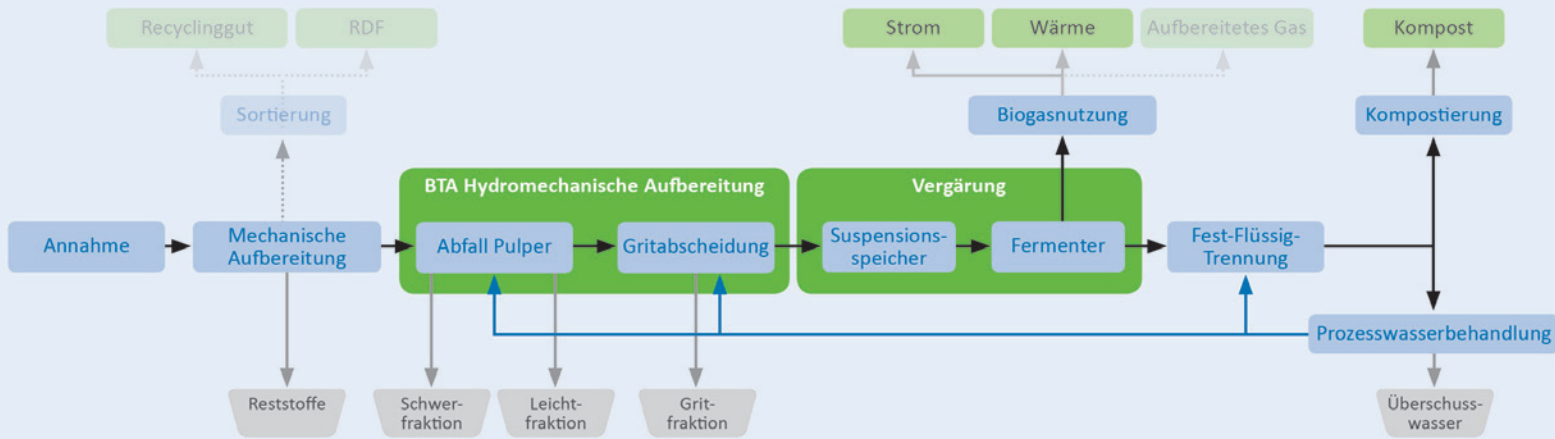 Recyclinggut
RDF
Strom
Wärme
Aufbereitetes Gas
Kompost
Sortierung
Biogasnutzung
Kompostierung
BTA Hydromechanische Aufbereitung
Vergärung
Annahme
Mechanische
Aufbereitung
Abfall Pulper
Gritabscheidung
Suspensions-
speicher
Fermenter
Fest-Flüssig-
Trennung
Prozesswasserbehandlung
Reststoffe
Schwer-
fraktion
Leicht-
fraktion
Grit-
fraktion
Überschuss-
wasser